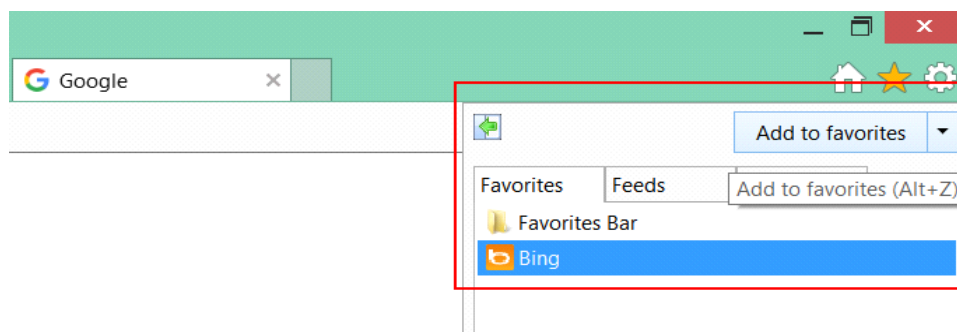 Google
Add to favorites
Favorites Feeds
Add to favorites (Alt+Z)
Favorites Bar
Bing